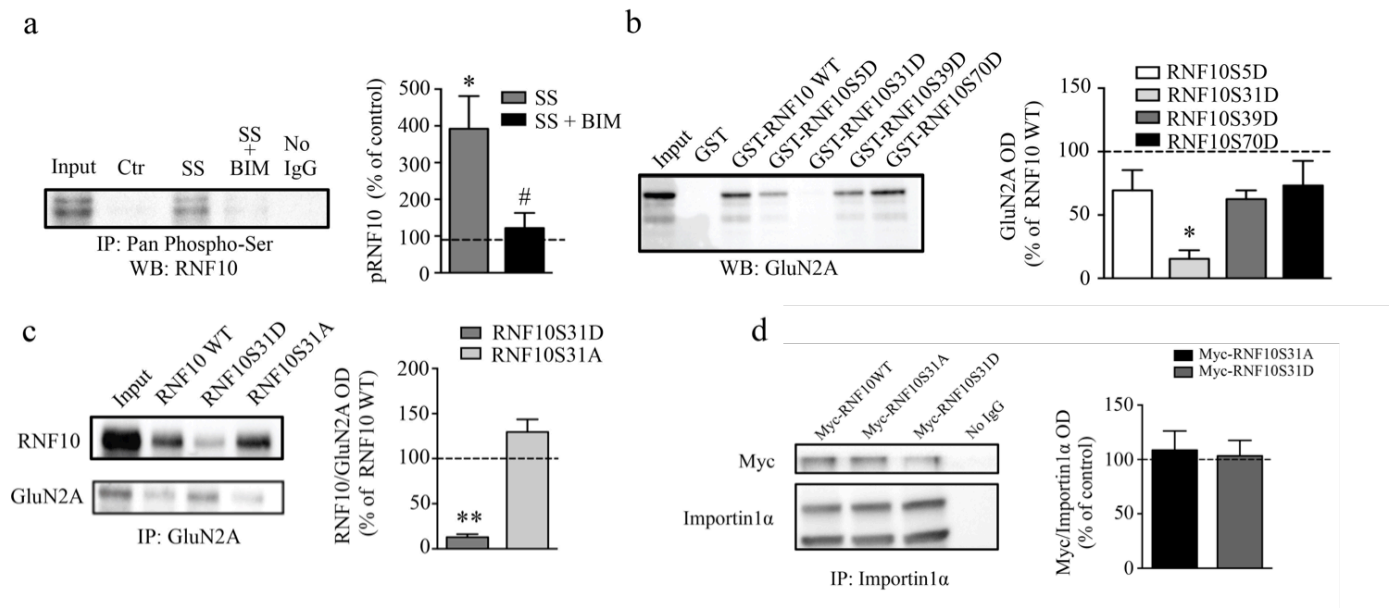 a
Input
Ctr
SS
SS
+
BIM
No
IgG
IP: Pan Phospho-Ser
WB: RNF10
pRNF10 (% of control)
500
400
300
200
100
0
*
#
SS
SS + BIM
b
Input
GST
GST-RNF10 WT
GST-RNF10S5D
GST-RNF10S31D
GST-RNF10S39D
GST-RNF10S70D
WB: GluN2A
GluN2A OD
(% of RNF10 WT)
150
100
50
0
*
RNF10S5D
RNF10S31D
RNF10S39D
RNF10S70D
c
Input
RNF10 WT
RNF10S31D
RNF10S31A
RNF10
GluN2A
IP: GluN2A
RNF10/GluN2A OD
(% of RNF10 WT)
200
150
100
50
0
**
RNF10S31D
RNF10S31A
d
Myc-RNF10WT
Myc-RNF10S31A
Myc-RNF10S31D
No IgG
Myc
Importin1α
IP: Importin1α
Myc/Importin1α OD
(% of control)
150
100
50
0
Myc-RNF10S31A
Myc-RNF10S31D